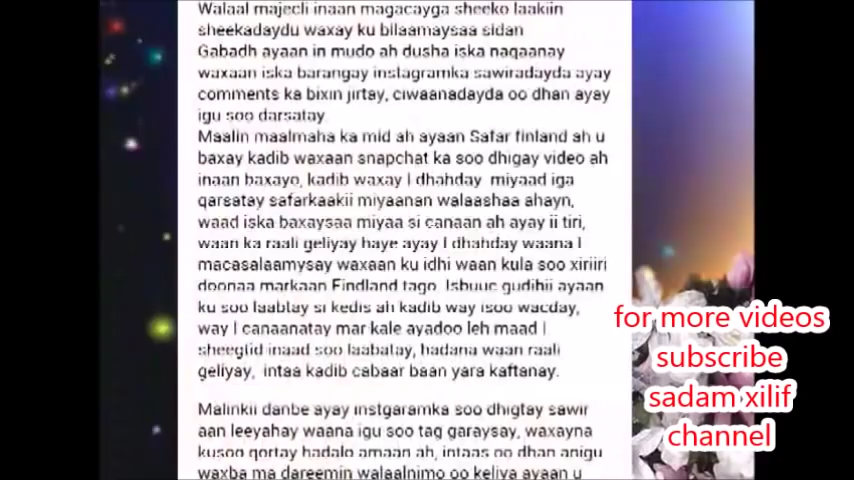 Walaal majecli inaan magacayga sheeko laakiin
sheekadaydu waxay ku bilaamaysaa sidan
Gabadh ayaan in mudo ah dusha iska naqaanay
waxaan iska barangay instagramka sawiradayda ayay
comments ka bixin jirtay, ciwaanadayda oo dhan ayay
igu soo darsatay
Maalin maalmaha ka mid ah ayaan Safar finland ah u
baxay kadib waxaan snapchat ka soo dhigay video ah
inaan baxayo, kadib waxay I dhahday miyaad iga
qarsatay safarkaakii miyaanan walaashaa ahayn,
waad iska baxaysaa miyaa si canaan ah ayay ii tiri,
waan ka raali geliyay haye ayay I dhahday waana I
macasalaamysay waxaan ku idhi waan kula soo xiriiri
doonaa markaan Findland tago. Isbuuc gudihii ayaan
ku soo laabtay si kedis ah kadib way isoo wacday,
way I canaanatay mar kale ayadoo leh maad I
sheegtid inaad soo laabatay, hadana waan raali
geliyay, intaa kadib cabaar baan yara kaftanay.
Malinkii danbe ayay instgaramka soo dhigtay sawir
aan leeyahay waana igu soo tag garaysay, waxayna
kusoo qortay hadalo amaan ah, intaas oo dhan anigu
waxba ma dareemin walaalnimo oo keliya ayaan u
for more videos
subscribe
sadam xilif
channel